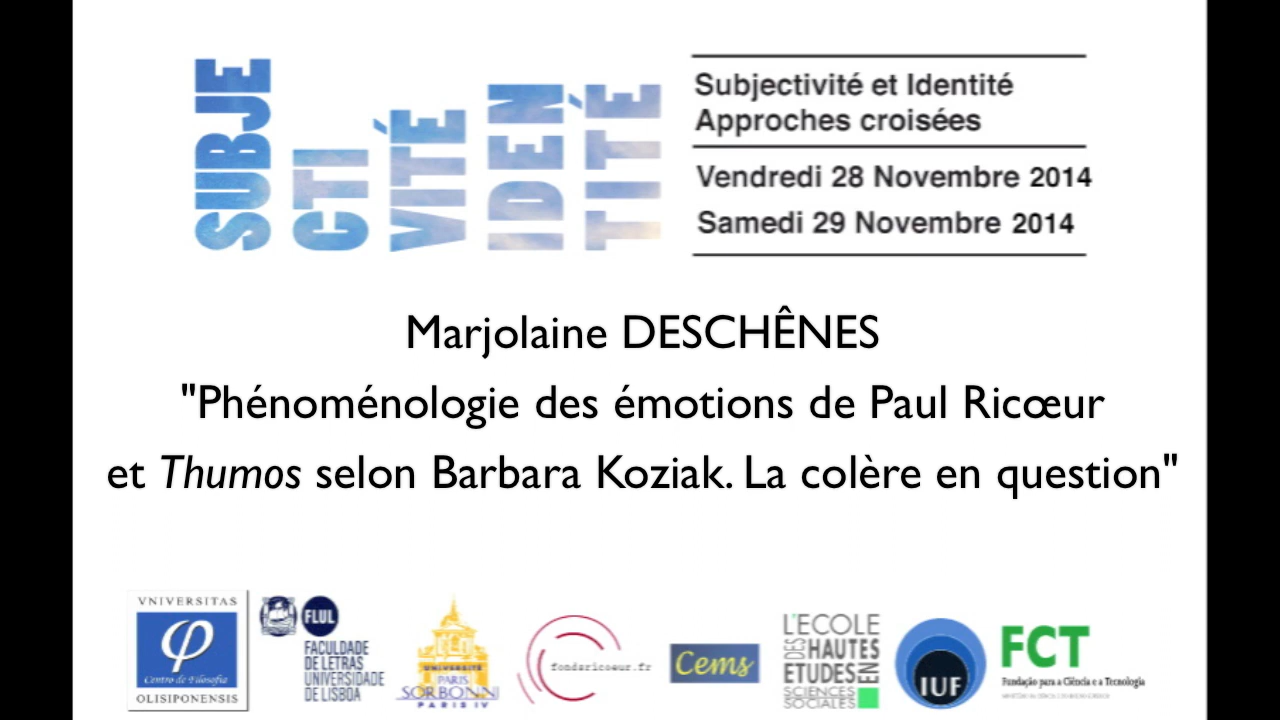 SUBJE
CTI
VITÉ
IDEN
TITÉ
Subjectivité et Identité
Approches croisées
Vendredi 28 Novembre 2014
Samedi 29 Novembre 2014
Marjolaine DESCHÊNES
"Phénoménologie des émotions de Paul Ricœur
et Thumos selon Barbara Koziak. La colère en question"
VNIVERSITAS
Centro de Filosofia
OLISIPONENSIS
FLUL
FACULDADE
DE LETRAS
UNIVERSIDADE
DE LISBOA
UNIVERSITÉ
PARIS
SORBONNE
PARIS IV
fondsricoeur.fr
Cems
L'ECOLE
DES HAUTES
ETUDES EN
SCIENCES
SOCIALES
IUF
FCT
Fundação para a Ciência e a Tecnologia